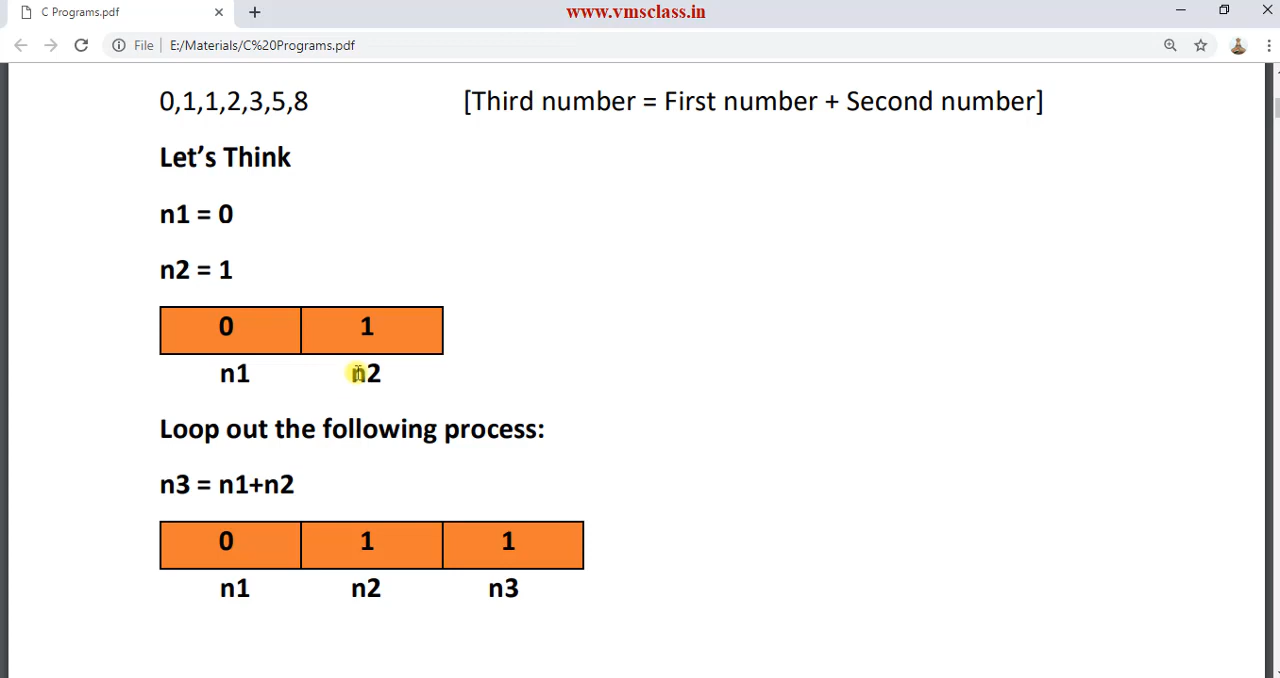 C Programs.pdf
www.vmsclass.in
File E:/Materials/C%20Programs.pdf
0,1,1,2,3,5,8 [Third number = First number + Second number]
Let’s Think
n1 = 0
n2 = 1
0 1
n1 n2
Loop out the following process:
n3 = n1+n2
0 1 1
n1 n2 n3